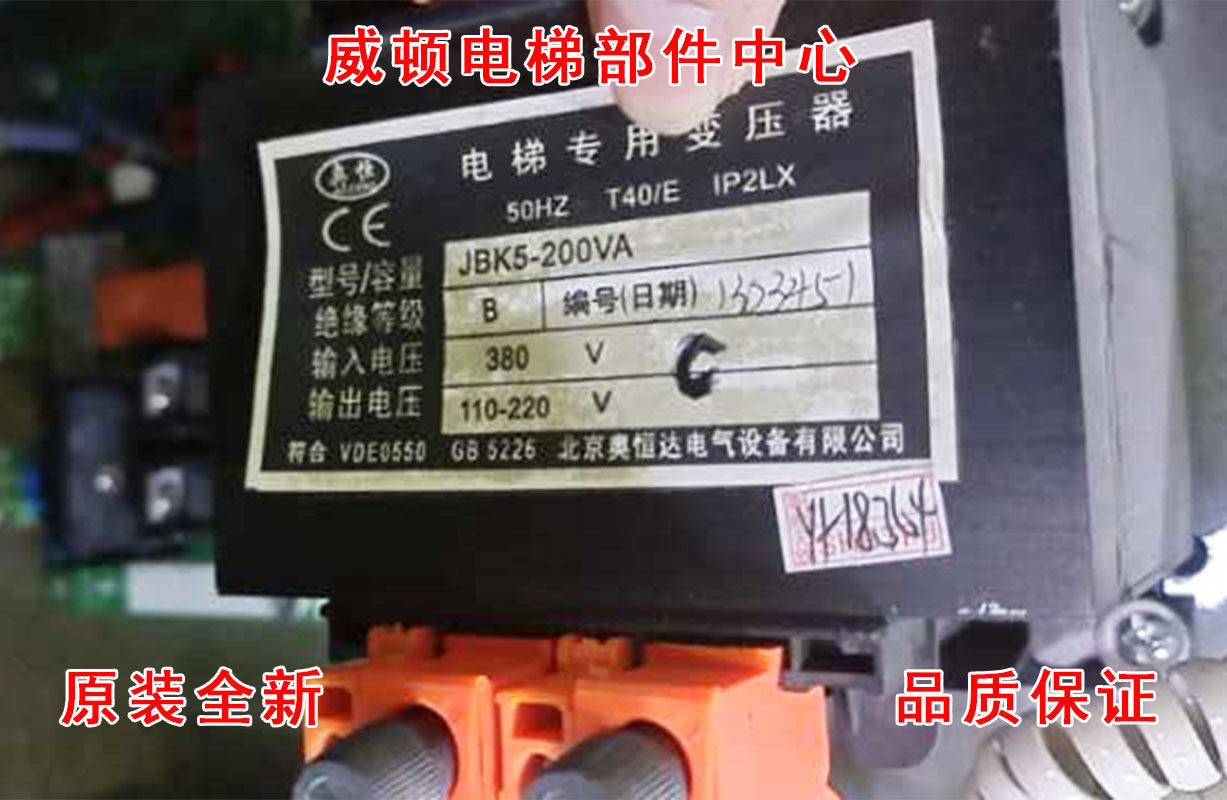 威顿电梯部件中心
奥恒
电梯专用变压器
50HZ T40/E IP2LX
CE
型号/容量 JBK5-200VA
绝缘等级 B 编号(日期) 1323451
输入电压 380 V C
输出电压 110-220 V
符合 VDE0550 GB 5226 北京奥恒达电气设备有限公司
原装全新
品质保证